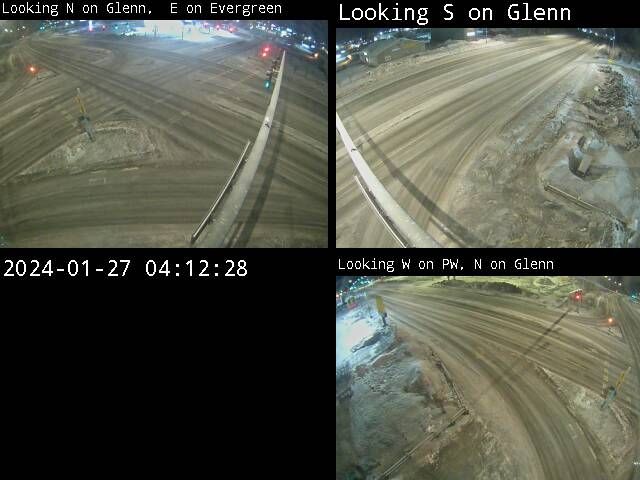 Looking N on Glenn, E on Evergreen
Looking S on Glenn
2024-01-27 04:12:28
Looking W on PW, N on Glenn